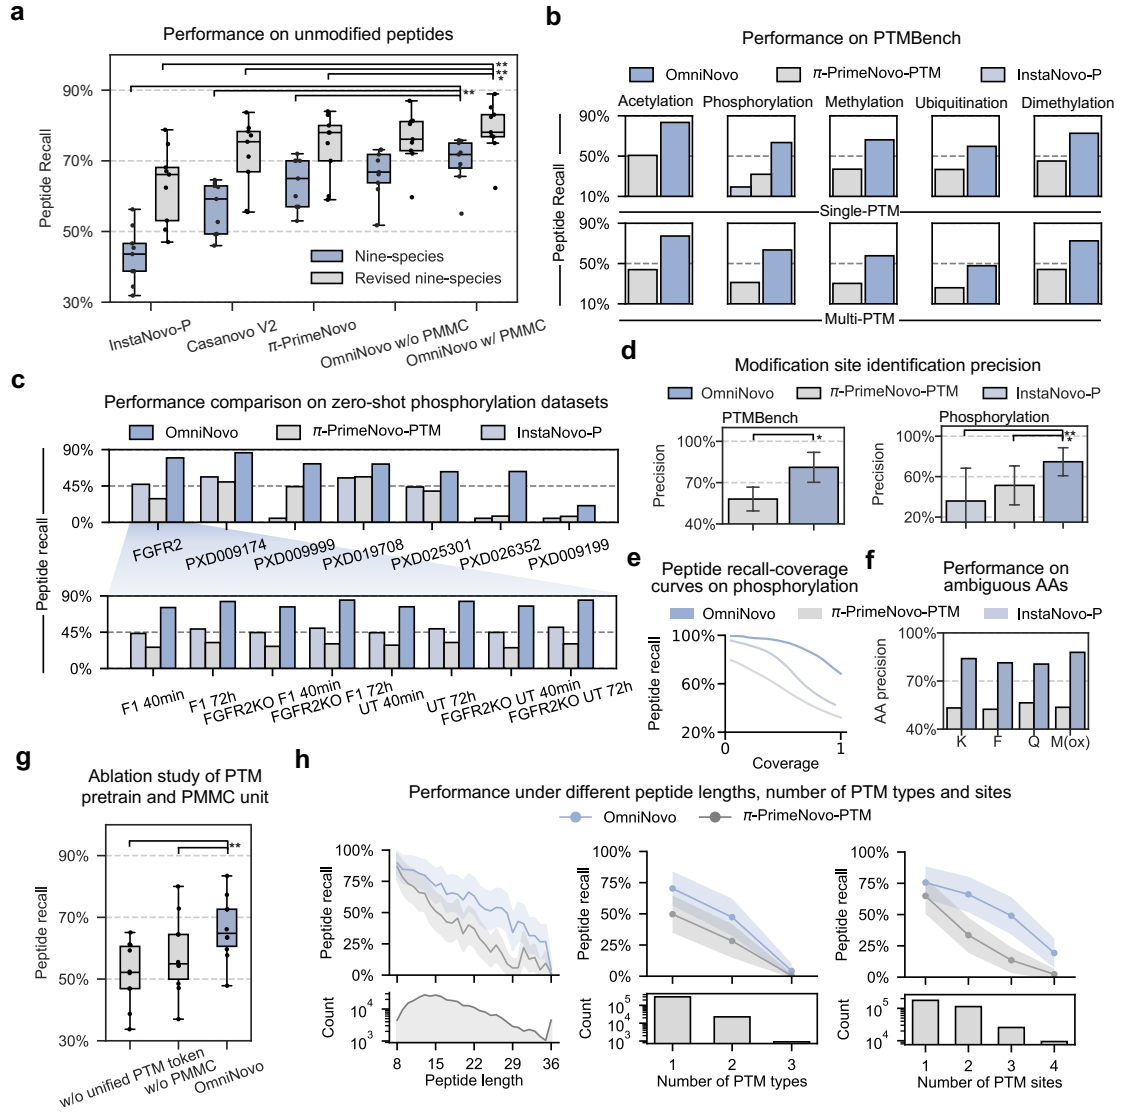 a
Performance on unmodified peptides
Peptide Recall
90%
70%
50%
30%
**
**
*
**
Nine-species
Revised nine-species
InstaNovo-P
Casanovo V2
π-PrimeNovo
OmniNovo w/o PMMC
OmniNovo w/ PMMC
b
Performance on PTMBench
OmniNovo
π-PrimeNovo-PTM
InstaNovo-P
Acetylation
Phosphorylation
Methylation
Ubiquitination
Dimethylation
Peptide Recall
90%
50%
10%
Single-PTM
90%
50%
10%
Multi-PTM
c
Performance comparison on zero-shot phosphorylation datasets
OmniNovo
π-PrimeNovo-PTM
InstaNovo-P
Peptide recall
90%
45%
0%
FGFR2
PXD009174
PXD009999
PXD019708
PXD025301
PXD026352
PXD009199
90%
45%
0%
F1 40min
F1 72h
FGFR2KO F1 40min
FGFR2KO F1 72h
UT 40min
UT 72h
FGFR2KO UT 40min
FGFR2KO UT 72h
d
Modification site identification precision
OmniNovo
π-PrimeNovo-PTM
InstaNovo-P
PTMBench
Precision
100%
70%
40%
*
Phosphorylation
Precision
100%
60%
20%
**
*
e
Peptide recall-coverage
curves on phosphorylation
f
Performance on
ambiguous AAs
OmniNovo
π-PrimeNovo-PTM
InstaNovo-P
Peptide recall
100%
60%
20%
0
1
Coverage
AA precision
100%
70%
40%
K
F
Q
M(ox)
g
Ablation study of PTM
pretrain and PMMC unit
Peptide recall
90%
70%
50%
30%
**
w/o unified PTM token
w/o PMMC
OmniNovo
h
Performance under different peptide lengths, number of PTM types and sites
OmniNovo
π-PrimeNovo-PTM
Peptide recall
100%
75%
50%
25%
0%
Count
10⁴
10³
8
15
22
29
36
Peptide length
Peptide recall
100%
75%
50%
25%
0%
Count
10⁵
10⁴
10³
1
2
3
Number of PTM types
Peptide recall
100%
75%
50%
25%
0%
Count
10⁵
10⁴
1
2
3
4
Number of PTM sites